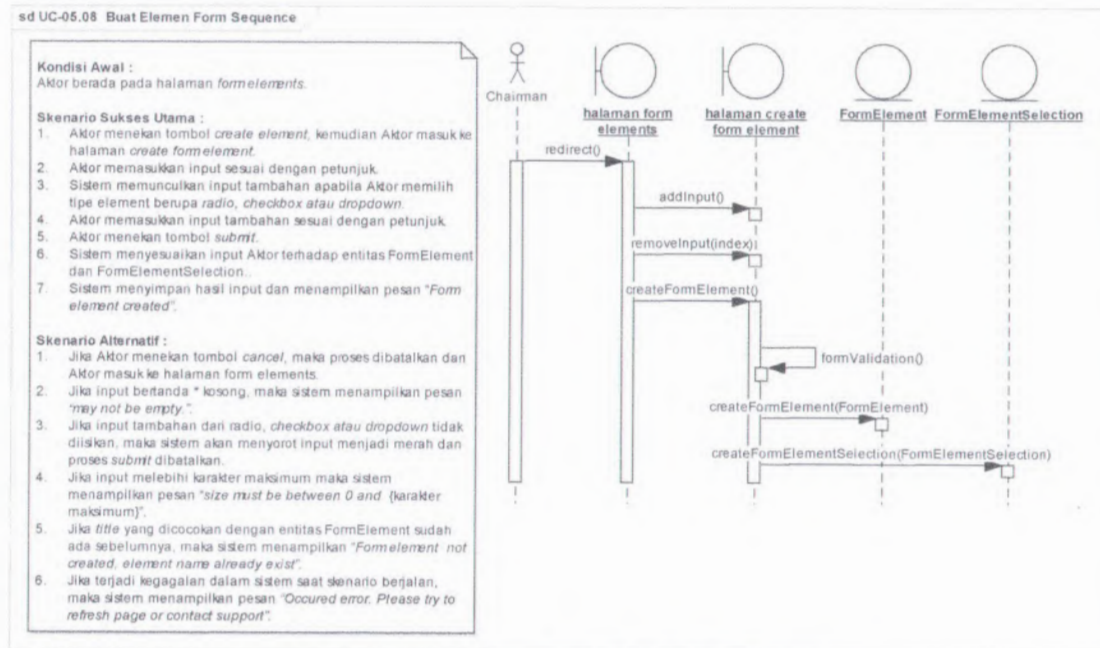 sd UC-05.08 Buat Elemen Form Sequence
Kondisi Awal :
Aktor berada pada halaman form elements.
Skenario Sukses Utama :
1. Aktor menekan tombol create element, kemudian Aktor masuk ke
halaman create form element.
2. Aktor memasukkan input sesuai dengan petunjuk.
3. Sistem memunculkan input tambahan apabila Aktor memilih
tipe element berupa radio, checkbox atau dropdown.
4. Aktor memasukkan input tambahan sesuai dengan petunjuk.
5. Aktor menekan tombol submit.
6. Sistem menyesuaikan input Aktor terhadap entitas FormElement
dan FormElementSelection..
7. Sistem menyimpan hasil input dan menampilkan pesan "Form
element created".
Skenario Alternatif :
1. Jika Aktor menekan tombol cancel, maka proses dibatalkan dan
Aktor masuk ke halaman form elements.
2. Jika input bertanda * kosong, maka sistem menampilkan pesan
"may not be empty.".
3. Jika input tambahan dari radio, checkbox atau dropdown tidak
diisikan, maka sistem akan menyorot input menjadi merah dan
proses submit dibatalkan.
4. Jika input melebihi karakter maksimum maka sistem
menampilkan pesan "size must be between 0 and {karakter
maksimum}".
5. Jika title yang dicocokan dengan entitas FormElement sudah
ada sebelumnya, maka sistem menampilkan "Form element not
created, element name already exist".
6. Jika terjadi kegagalan dalam sistem saat skenario berjalan,
maka sistem menampilkan pesan "Occured error. Please try to
refresh page or contact support".
Chairman
halaman form
elements
halaman create
form element
FormElement
FormElementSelection
redirect()
addInput()
removeInput(index)
createFormElement()
formValidation()
createFormElement(FormElement)
createFormElementSelection(FormElementSelection)